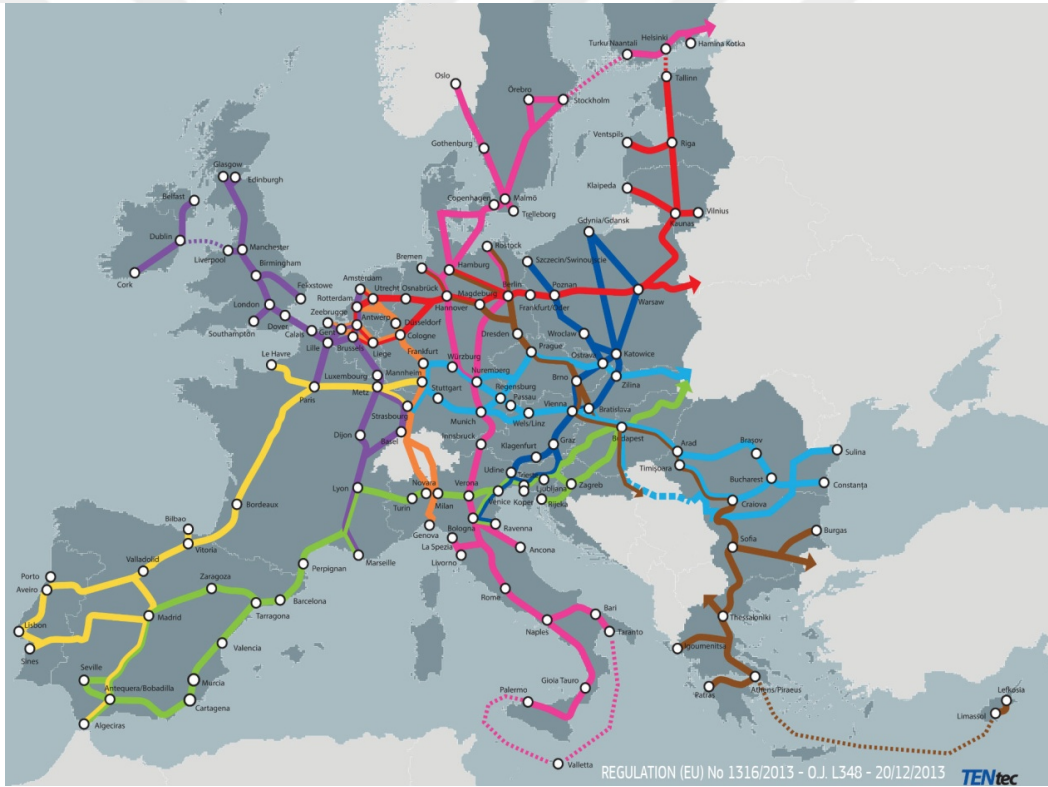 Turku Naantali
Helsinki
Hamina Kotka
Oslo
Örebro
Stockholm
Tallinn
Ventspils
Riga
Gothenburg
Glasgow
Edinburgh
Klaipeda
Belfast
Copenhagen
Malmö
Trelleborg
Kaunas
Vilnius
Dublin
Gdynia/Gdansk
Manchester
Rostock
Liverpool
Bremen
Hamburg
Szczecin/Swinoujscie
Cork
Birmingham
Felixstowe
Amsterdam
Utrecht
Osnabrück
Magdeburg
Berlin
Poznan
London
Rotterdam
Hannover
Frankfurt/Oder
Warsaw
Zeebrugge
Antwerp
Düsseldorf
Southampton
Dover
Calais
Gent
Cologne
Dresden
Wroclaw
Lille
Brussels
Liege
Prague
Le Havre
Frankfurt
Würzburg
Ostrava
Katowice
Luxembourg
Mannheim
Nuremberg
Brno
Zilina
Paris
Metz
Stuttgart
Regensburg
Passau
Strasbourg
Munich
Wels/Linz
Vienna
Bratislava
Dijon
Basel
Innsbruck
Klagenfurt
Graz
Budapest
Arad
Braşov
Sulina
Udine
Timişoara
Lyon
Novara
Verona
Trieste
Ljubljana
Zagreb
Bucharest
Constanţa
Turin
Milan
Venice
Koper
Rijeka
Craiova
Bordeaux
Genova
Bologna
Ravenna
Bilbao
Vitoria
La Spezia
Ancona
Sofia
Burgas
Livorno
Marseille
Valladolid
Perpignan
Porto
Zaragoza
Aveiro
Rome
Barcelona
Madrid
Tarragona
Bari
Thessaloniki
Lisbon
Naples
Taranto
Sines
Valencia
Igoumenitsa
Seville
Murcia
Gioia Tauro
Patras
Athens/Piraeus
Antequera/Bobadilla
Cartagena
Palermo
Lefkosia
Limassol
Algeciras
Valletta
REGULATION (EU) No 1316/2013 - O.J. L348 - 20/12/2013
TENtec